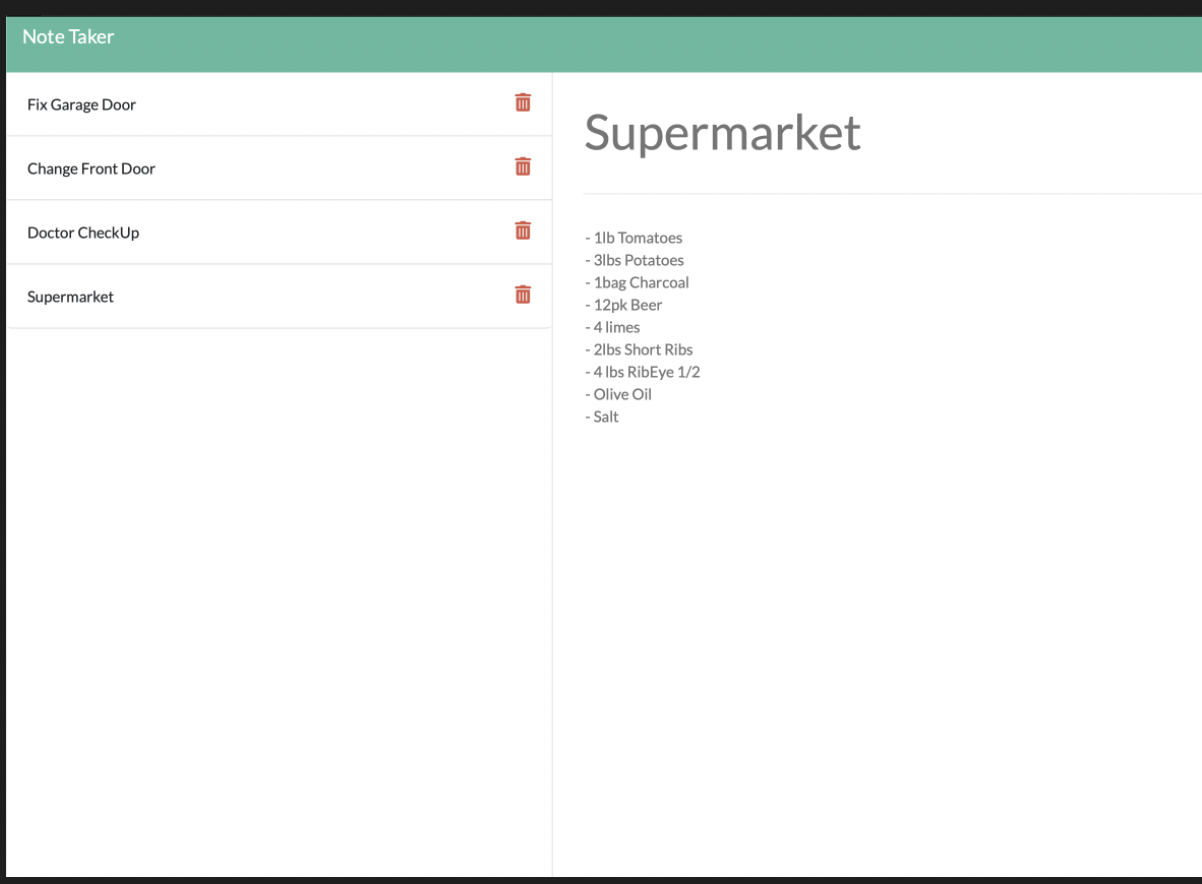 Note Taker
Fix Garage Door
Change Front Door
Doctor CheckUp
Supermarket
Supermarket
- 1lb Tomatoes
- 3lbs Potatoes
- 1bag Charcoal
- 12pk Beer
- 4 limes
- 2lbs Short Ribs
- 4 lbs RibEye 1/2
- Olive Oil
- Salt